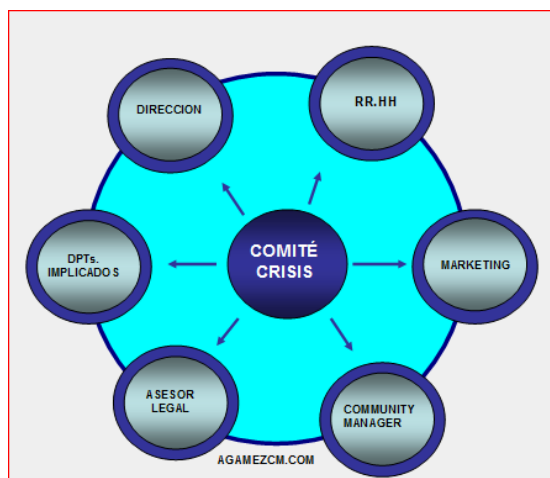 DIRECCION
RR.HH
DPTs.
IMPLICADOS
COMITÉ
CRISIS
MARKETING
ASESOR
LEGAL
COMMUNITY
MANAGER
AGAMEZCM.COM